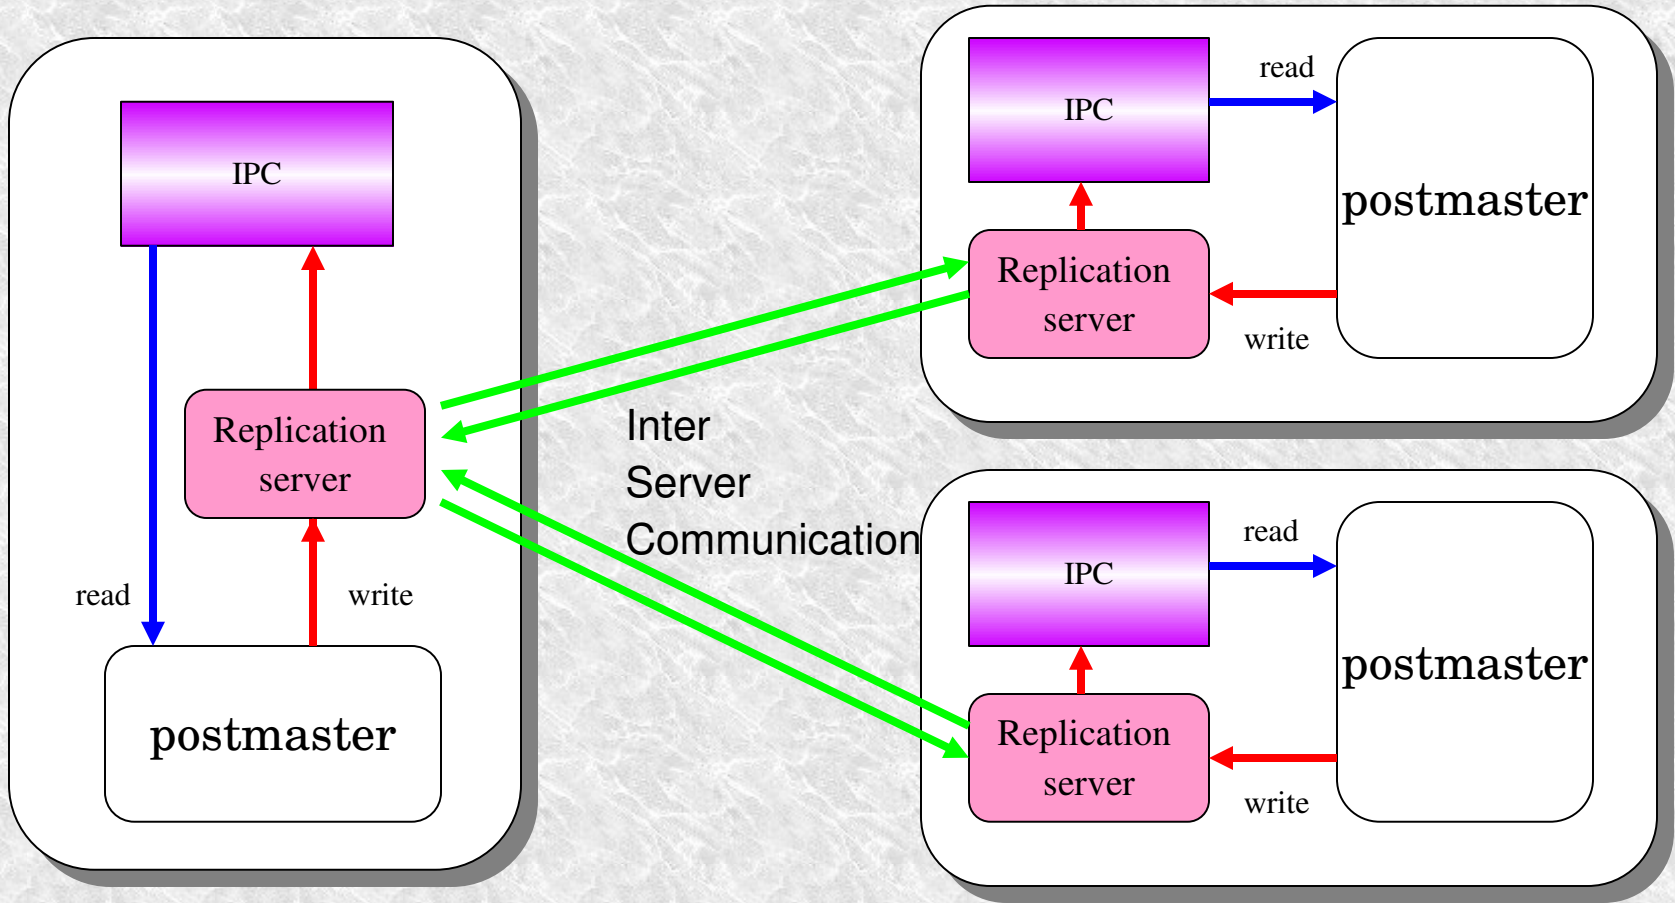 IPC
Replication
server
read
write
postmaster
Inter
Server
Communication
IPC
read
postmaster
Replication
server
write
IPC
read
postmaster
Replication
server
write